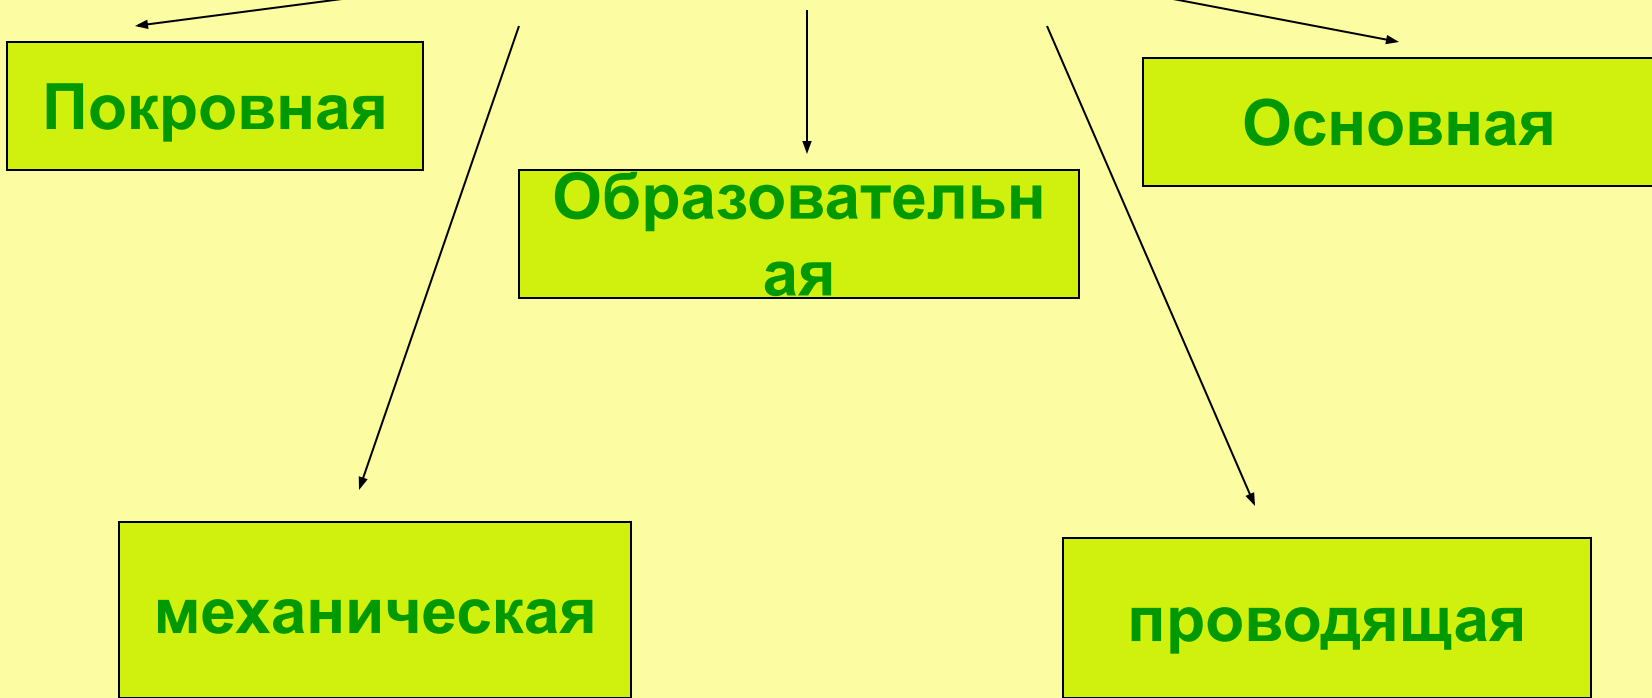 Покровная
Основная
Образовательн
ая
механическая
проводящая